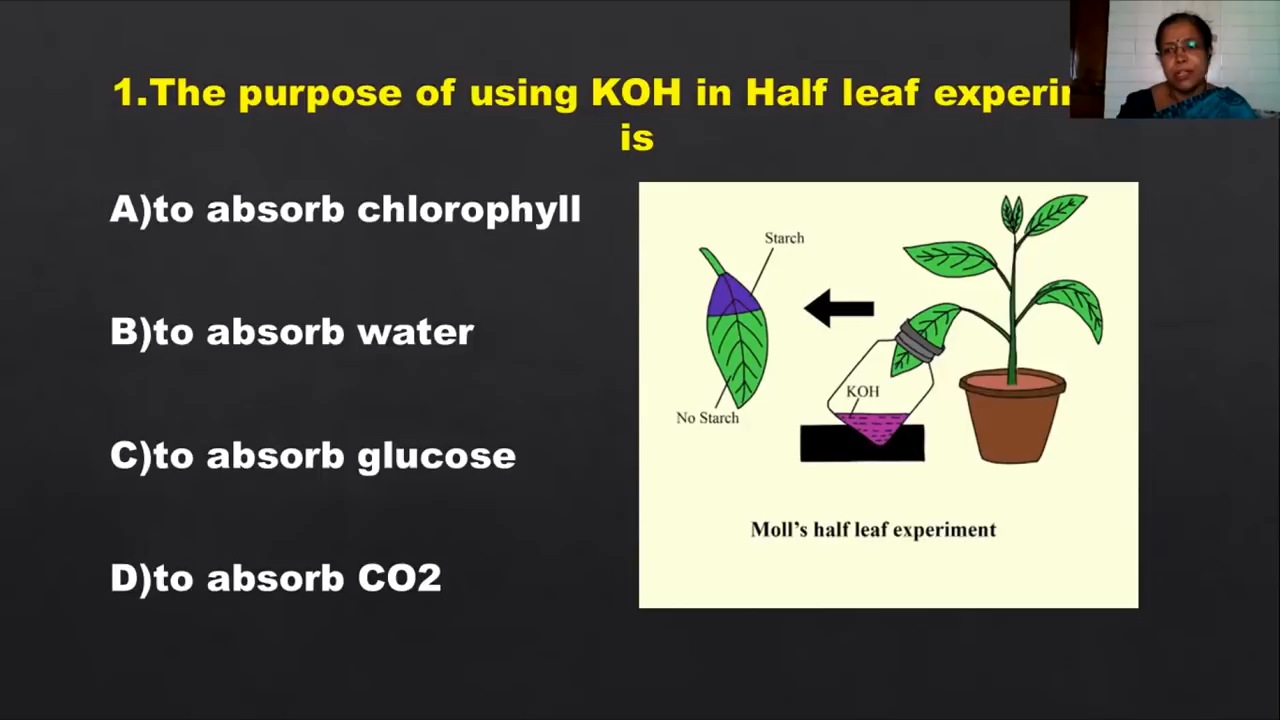 1.The purpose of using KOH in Half leaf
is
A)to absorb chlorophyll
B)to absorb water
C)to absorb glucose
D)to absorb CO2
Starch
KOH
No Starch
Moll's half leaf experiment